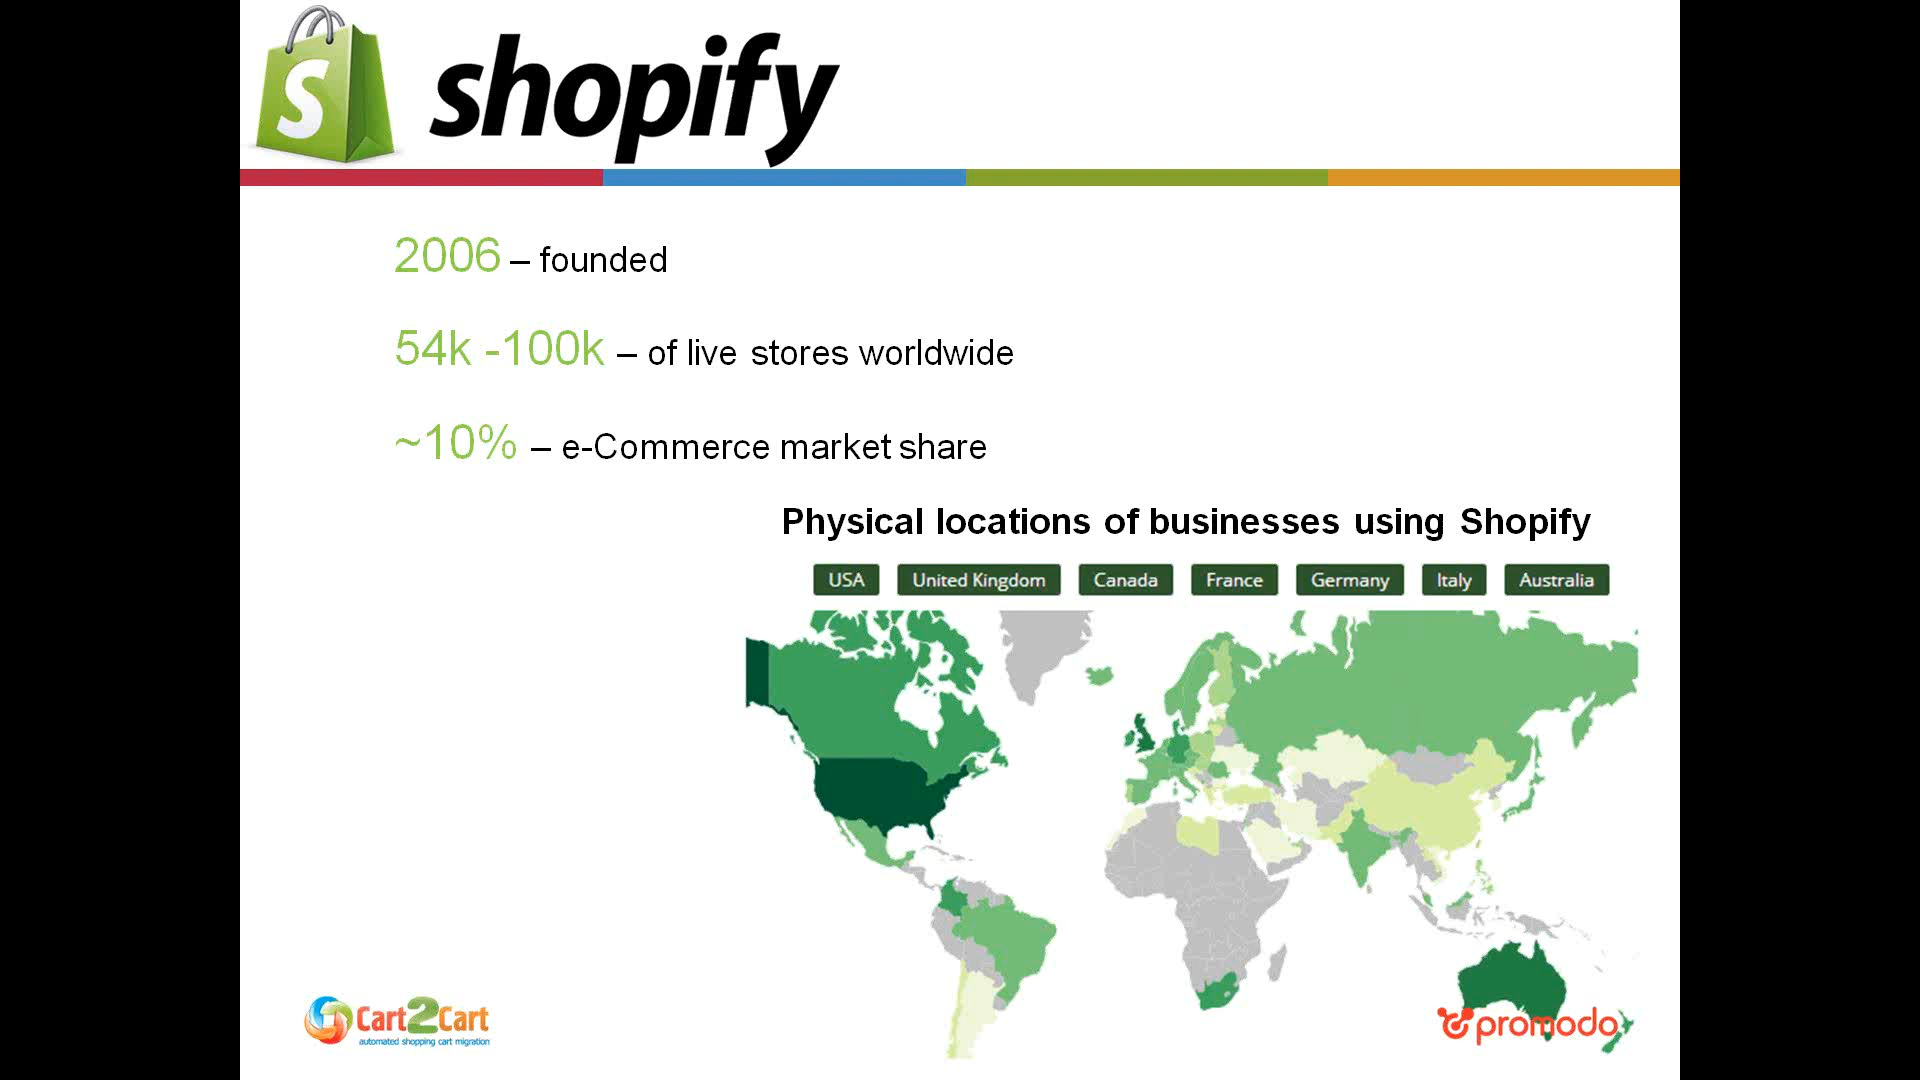 S shopify
2006 – founded
54k -100k – of live stores worldwide
~10% – e-Commerce market share
Physical locations of businesses using Shopify
USA United Kingdom Canada France Germany Italy Australia
Cart2Cart
automated shopping cart migration
promodo